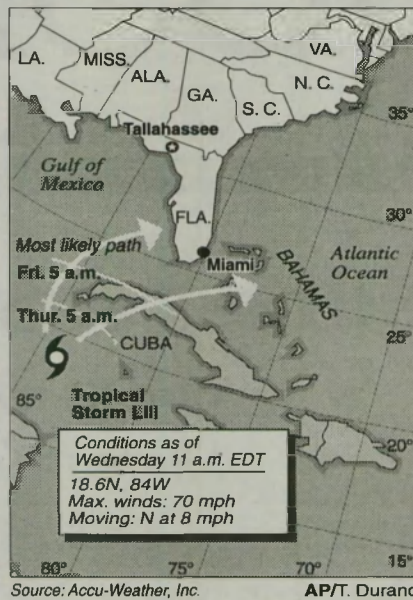 LA.
MISS.
ALA.
GA.
VA.
N. C.
S. C.
Tallahassee
Gulf of
Mexico
FLA.
Miami
BAHAMAS
Atlantic
Ocean
Most likely path
Fri. 5 a.m.
Thur. 5 a.m.
CUBA
Tropical
Storm Lili
35°
30°
25°
20°
15°
85°
80°
75°
70°
Conditions as of
Wednesday 11 a.m. EDT
18.6N, 84W
Max. winds: 70 mph
Moving: N at 8 mph
Source: Accu-Weather, Inc.
AP/T. Durand